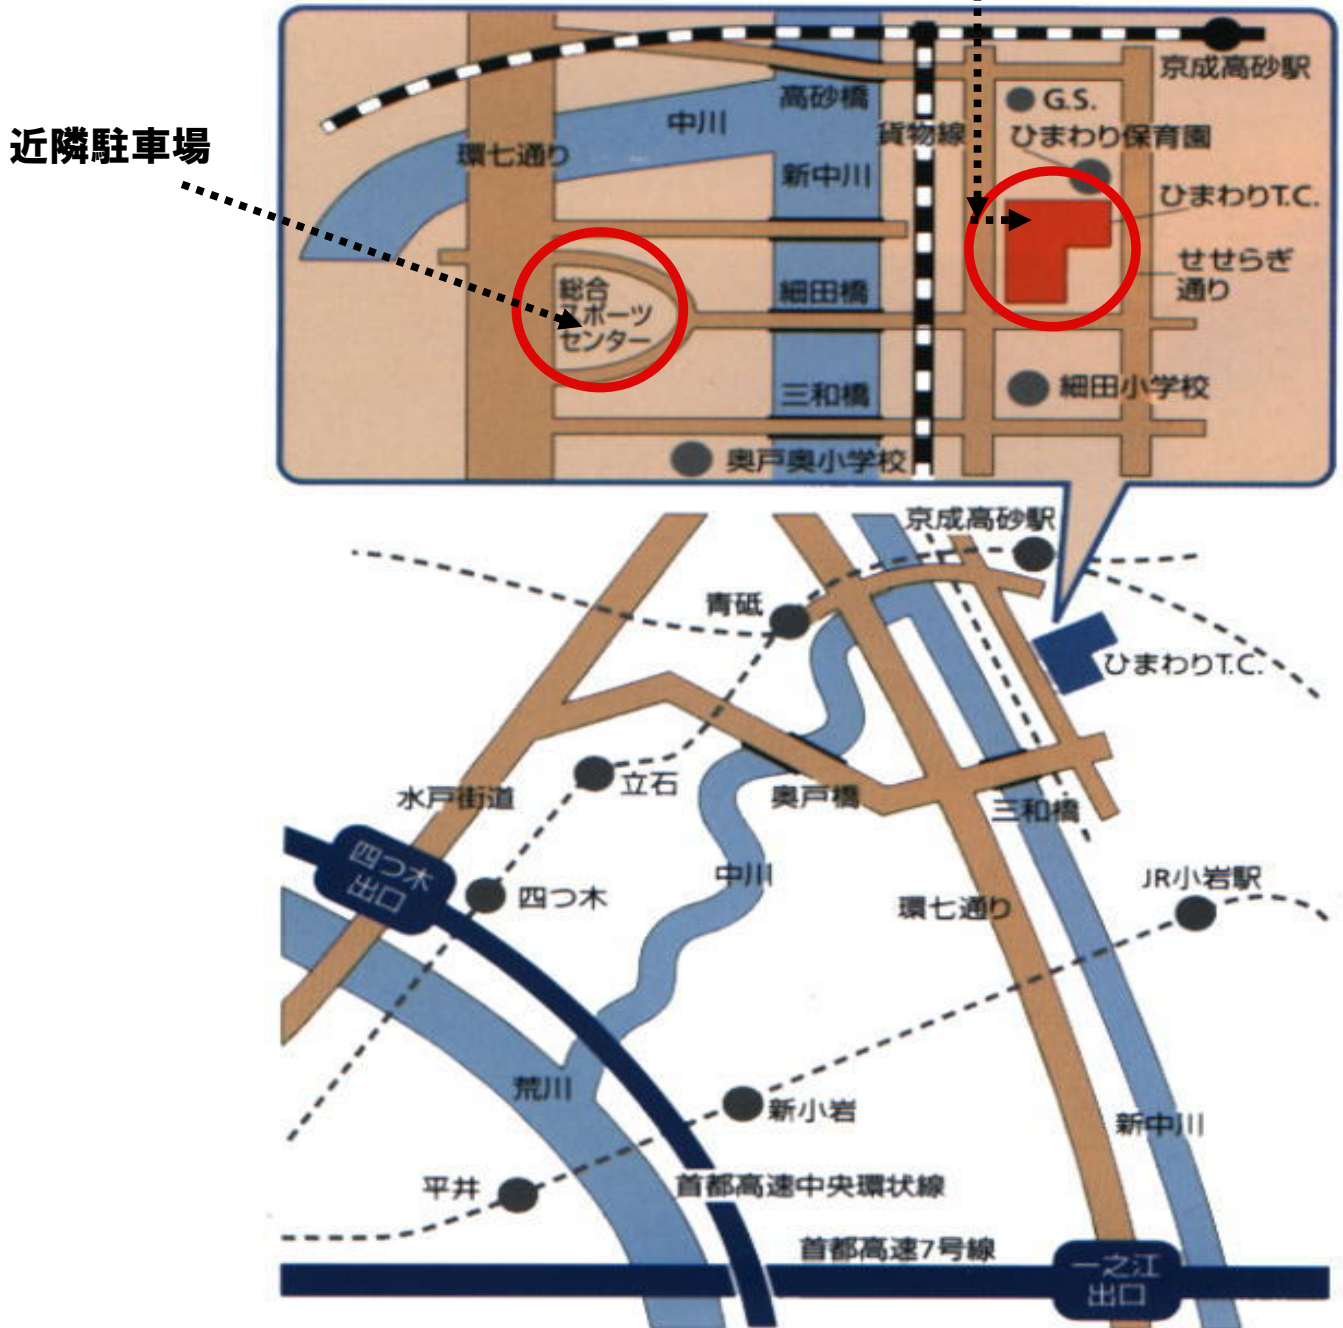 京成高砂駅
高砂橋
G.S.
中川
貨物線
ひまわり保育園
近隣駐車場
環七通り
新中川
ひまわりT.C.
せせらぎ
通り
総合
スポーツ
センター
細田橋
三和橋
細田小学校
奥戸奥小学校
京成高砂駅
青砥
ひまわりT.C.
立石
水戸街道
奥戸橋
三和橋
四つ木
出口
中川
JR小岩駅
四つ木
環七通り
荒川
新小岩
新中川
平井
首都高速中央環状線
首都高速7号線
一之江
出口